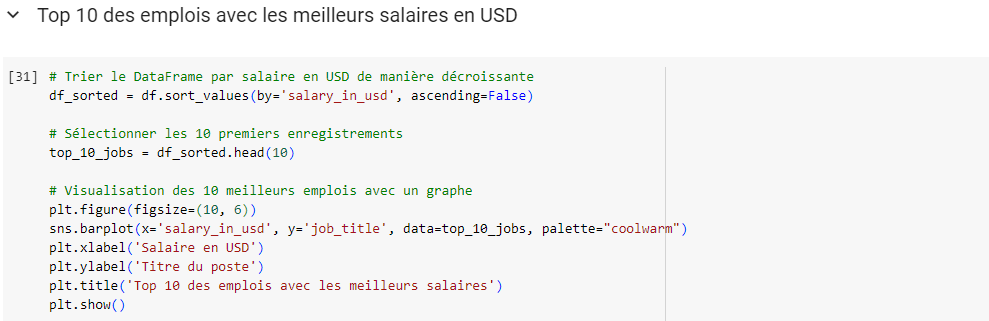 Top 10 des emplois avec les meilleurs salaires en USD
[31] # Trier le DataFrame par salaire en USD de manière décroissante
df_sorted = df.sort_values(by='salary_in_usd', ascending=False)
# Sélectionner les 10 premiers enregistrements
top_10_jobs = df_sorted.head(10)
# Visualisation des 10 meilleurs emplois avec un graphe
plt.figure(figsize=(10, 6))
sns.barplot(x='salary_in_usd', y='job_title', data=top_10_jobs, palette="coolwarm")
plt.xlabel('Salaire en USD')
plt.ylabel('Titre du poste')
plt.title('Top 10 des emplois avec les meilleurs salaires')
plt.show()